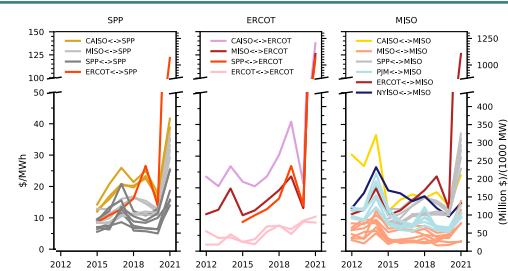 SPP
ERCOT
MISO
150
125
100
CAISO<->SPP
MISO<->SPP
SPP<->SPP
ERCOT<->SPP
CAISO<->ERCOT
MISO<->ERCOT
SPP<->ERCOT
ERCOT<->ERCOT
CAISO<->MISO
MISO<->MISO
SPP<->MISO
PJM<->MISO
ERCOT<->MISO
NYISO<->MISO
1250
1000
$/MWh
50
40
30
20
10
0
400
350
300
250
200
150
100
50
0
(Million $)/(1000 MW)
2012 2015 2018 2021
2012 2015 2018 2021
2012 2015 2018 2021